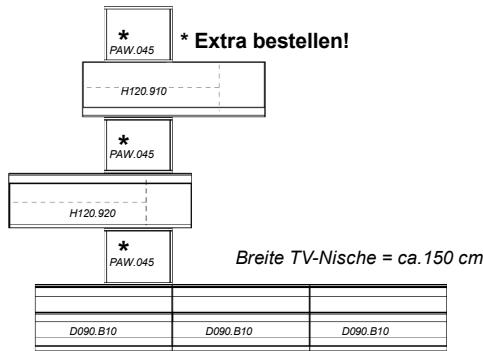 * * Extra bestellen!
PAW.045
H120.910
*
PAW.045
H120.920
*
PAW.045
Breite TV-Nische = ca.150 cm
D090.B10 D090.B10 D090.B10